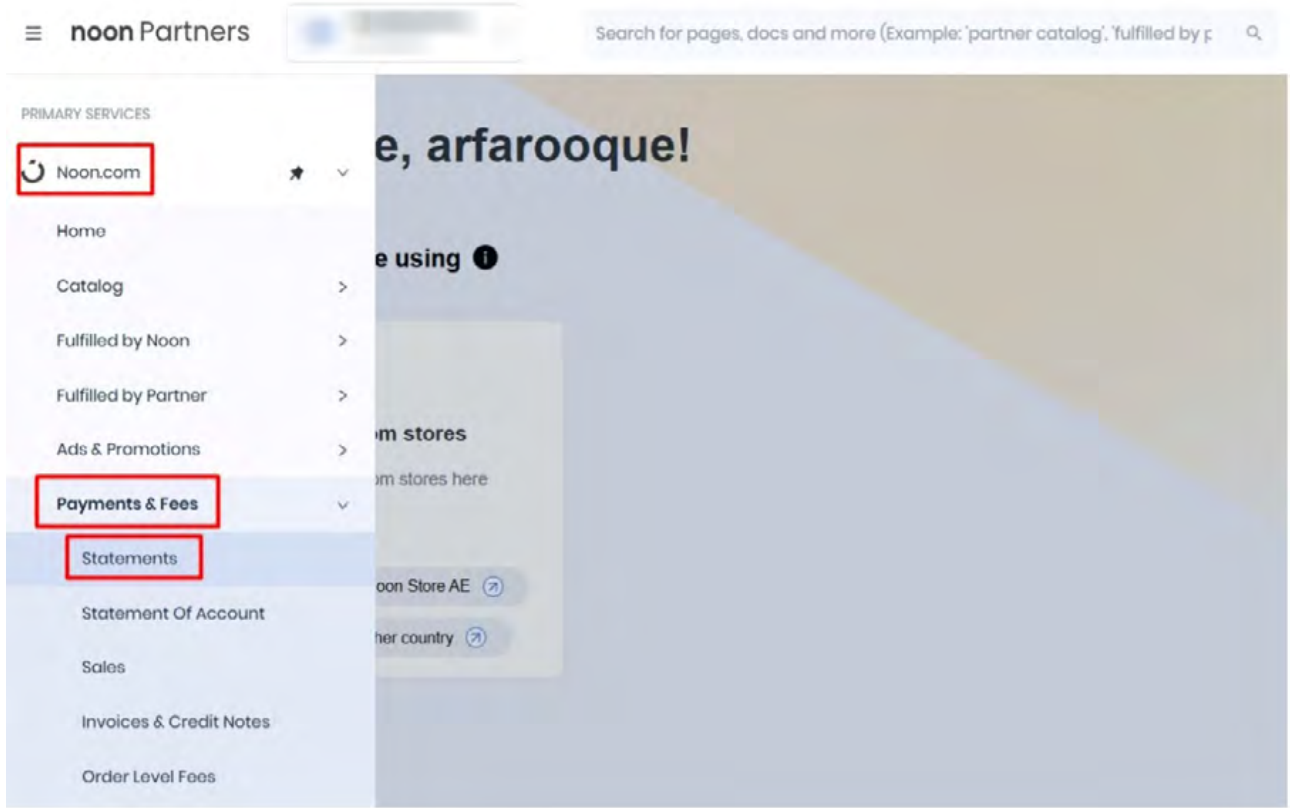 noon Partners
Search for pages, docs and more (Example: 'partner catalog', 'fulfilled by p
PRIMARY SERVICES
Noon.com
Home
Catalog
Fulfilled by Noon
Fulfilled by Partner
Ads & Promotions
Payments & Fees
Statements
Statement Of Account
Sales
Invoices & Credit Notes
Order Level Fees
e, arfarooque!
e using
m stores
om stores here
oon Store AE
her country